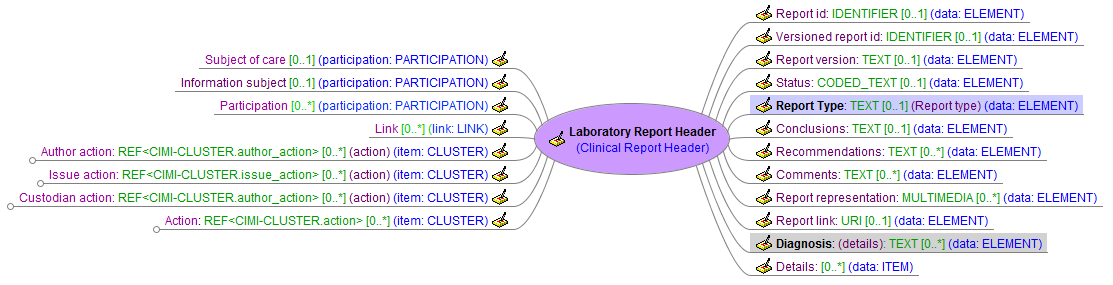 Subject of care [0..1] (participation: PARTICIPATION)
Information subject [0..1] (participation: PARTICIPATION)
Participation [0..*] (participation: PARTICIPATION)
Link [0..*] (link: LINK)
Author action: REF<CIMI-CLUSTER.author_action> [0..*] (action) (item: CLUSTER)
Issue action: REF<CIMI-CLUSTER.issue_action> [0..*] (action) (item: CLUSTER)
Custodian action: REF<CIMI-CLUSTER.author_action> [0..*] (action) (item: CLUSTER)
Action: REF<CIMI-CLUSTER.action> [0..*] (item: CLUSTER)
Laboratory Report Header
(Clinical Report Header)
Report id: IDENTIFIER [0..1] (data: ELEMENT)
Versioned report id: IDENTIFIER [0..1] (data: ELEMENT)
Report version: TEXT [0..1] (data: ELEMENT)
Status: CODED_TEXT [0..1] (data: ELEMENT)
Report Type: TEXT [0..1] (Report type) (data: ELEMENT)
Conclusions: TEXT [0..1] (data: ELEMENT)
Recommendations: TEXT [0..*] (data: ELEMENT)
Comments: TEXT [0..*] (data: ELEMENT)
Report representation: MULTIMEDIA [0..*] (data: ELEMENT)
Report link: URI [0..1] (data: ELEMENT)
Diagnosis: (details): TEXT [0..*] (data: ELEMENT)
Details: [0..*] (data: ITEM)